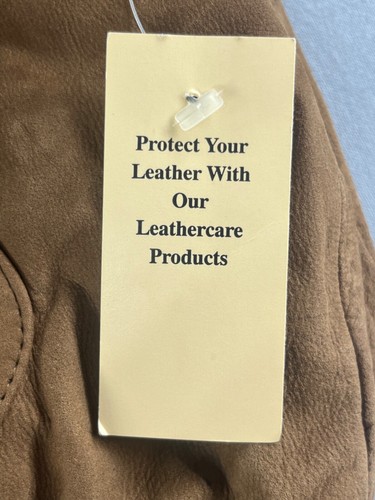 Protect Your
Leather With
Our
Leathercare
Products